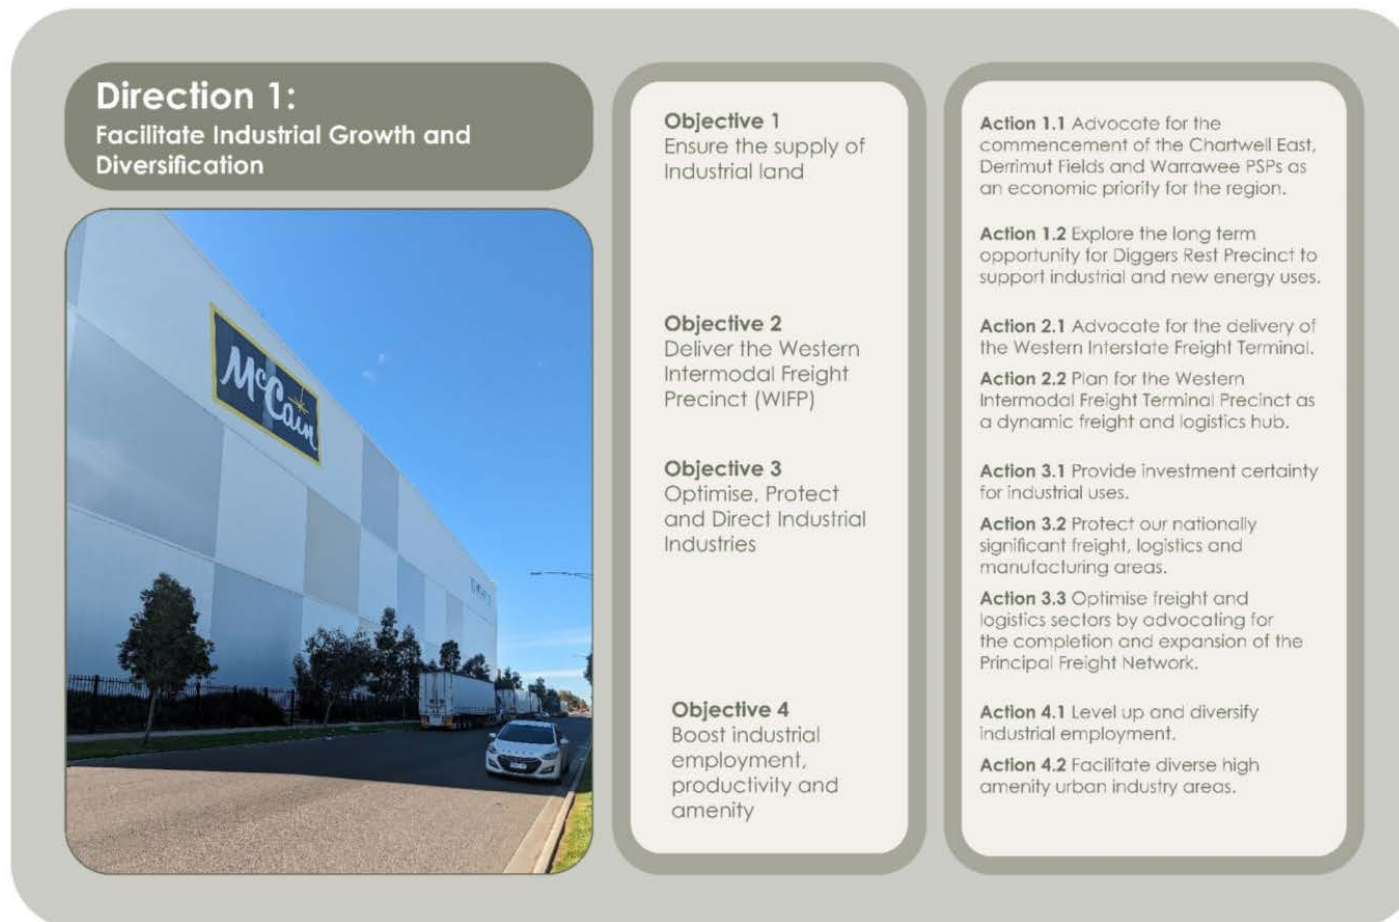 Direction 1:
Facilitate Industrial Growth and
Diversification
McCain
Objective 1
Ensure the supply of
Industrial land
Objective 2
Deliver the Western
Intermodal Freight
Precinct (WIFP)
Objective 3
Optimise, Protect
and Direct Industrial
Industries
Objective 4
Boost industrial
employment,
productivity and
amenity
Action 1.1 Advocate for the
commencement of the Chartwell East,
Derrimut Fields and Warrawee PSPs as
an economic priority for the region.
Action 1.2 Explore the long term
opportunity for Diggers Rest Precinct to
support industrial and new energy uses.
Action 2.1 Advocate for the delivery of
the Western Interstate Freight Terminal.
Action 2.2 Plan for the Western
Intermodal Freight Terminal Precinct as
a dynamic freight and logistics hub.
Action 3.1 Provide investment certainty
for industrial uses.
Action 3.2 Protect our nationally
significant freight, logistics and
manufacturing areas.
Action 3.3 Optimise freight and
logistics sectors by advocating for
the completion and expansion of the
Principal Freight Network.
Action 4.1 Level up and diversify
industrial employment.
Action 4.2 Facilitate diverse high
amenity urban industry areas.